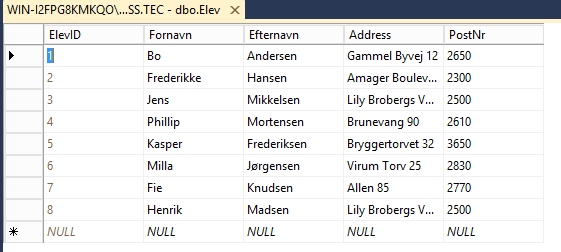 WIN-I2FPG8KMKQO\...SS.TEC - dbo.Elev
ElevID Fornavn Efternavn Address PostNr
1 Bo Andersen Gammel Byvej 12 2650
2 Frederikke Hansen Amager Boulev... 2300
3 Jens Mikkelsen Lily Brobergs V... 2500
4 Phillip Mortensen Brunevang 90 2610
5 Kasper Frederiksen Bryggertorvet 32 3650
6 Milla Jørgensen Virum Torv 25 2830
7 Fie Knudsen Allen 85 2770
8 Henrik Madsen Lily Brobergs V... 2500
NULL NULL NULL NULL NULL